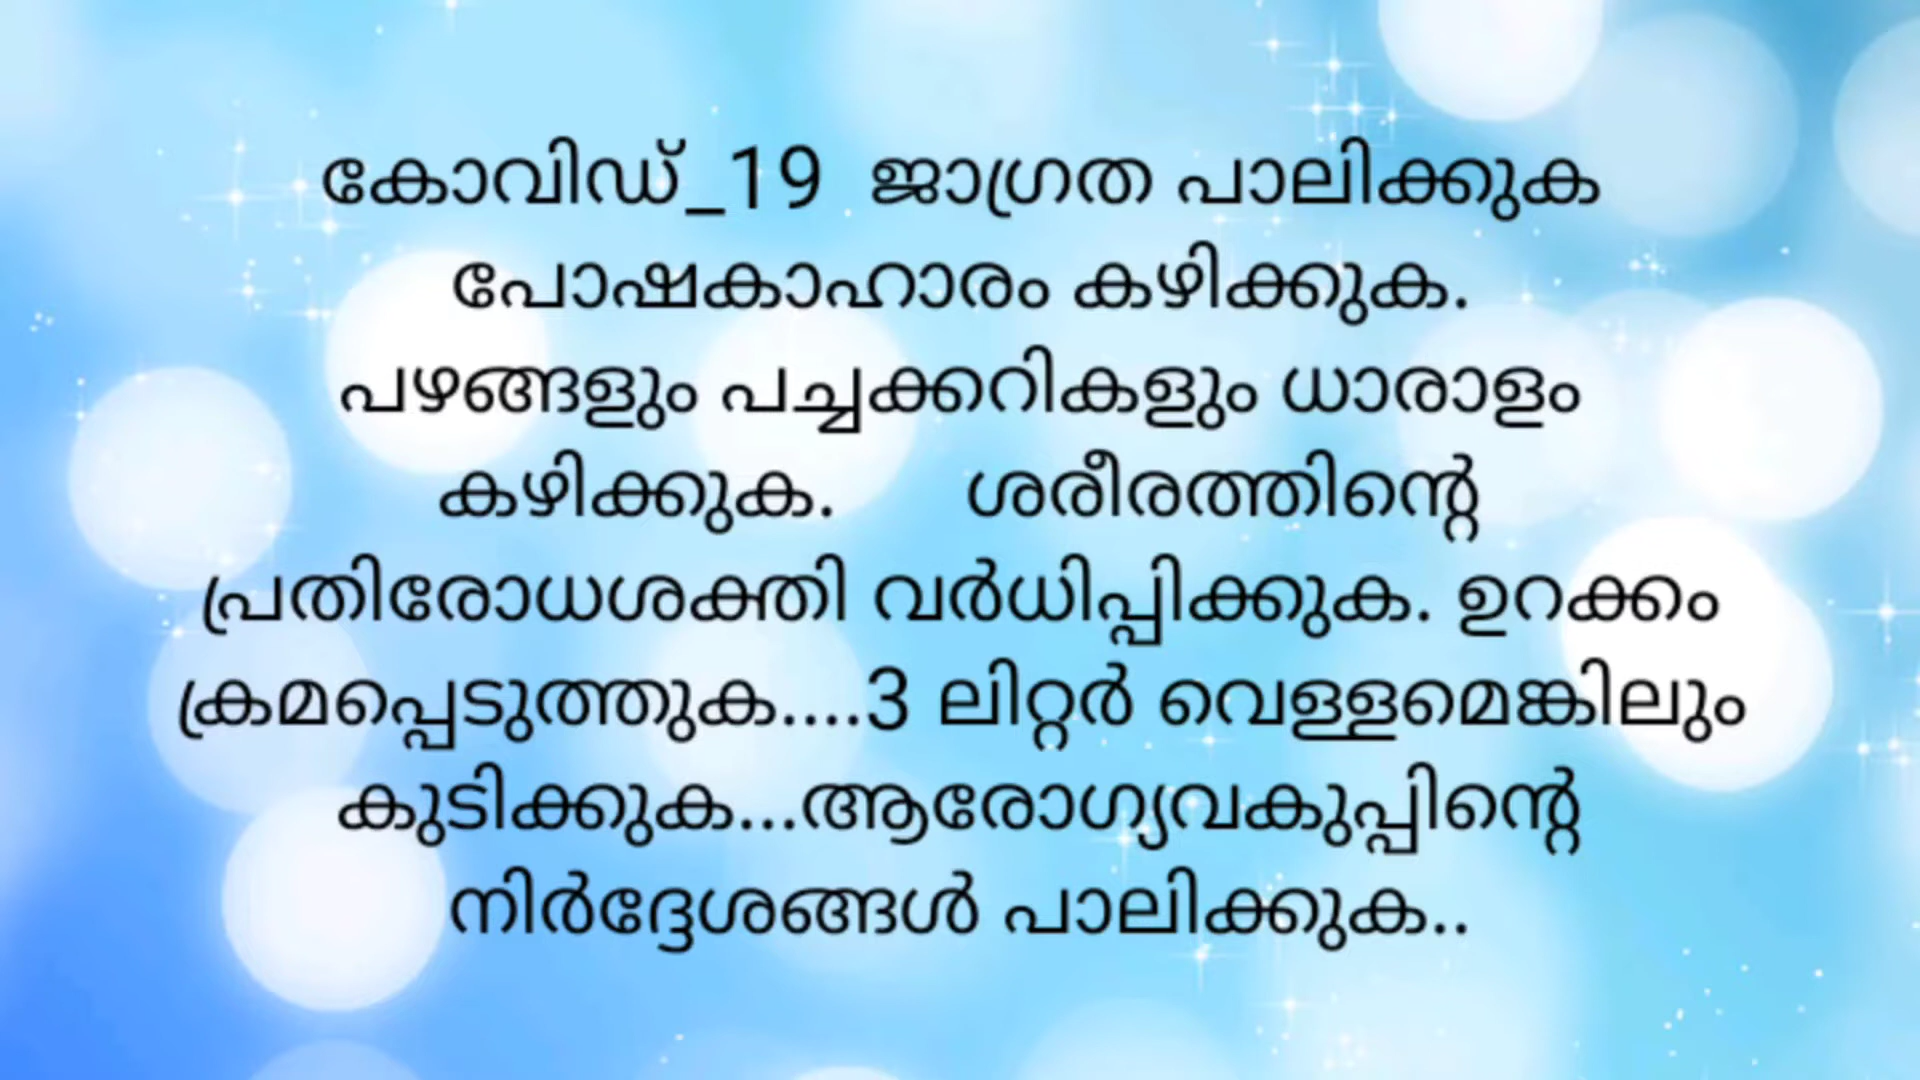 കോവിഡ്_19 ജാഗ്രത പാലിക്കുക
പോഷകാഹാരം കഴിക്കുക.
പഴങ്ങളും പച്ചക്കറികളും ധാരാളം
കഴിക്കുക. ശരീരത്തിന്റെ
പ്രതിരോധശക്തി വർധിപ്പിക്കുക. ഉറക്കം
ക്രമപ്പെടുത്തുക....3 ലിറ്റർ വെള്ളമെങ്കിലും
കുടിക്കുക...ആരോഗ്യവകുപ്പിന്റെ
നിർദ്ദേശങ്ങൾ പാലിക്കുക..